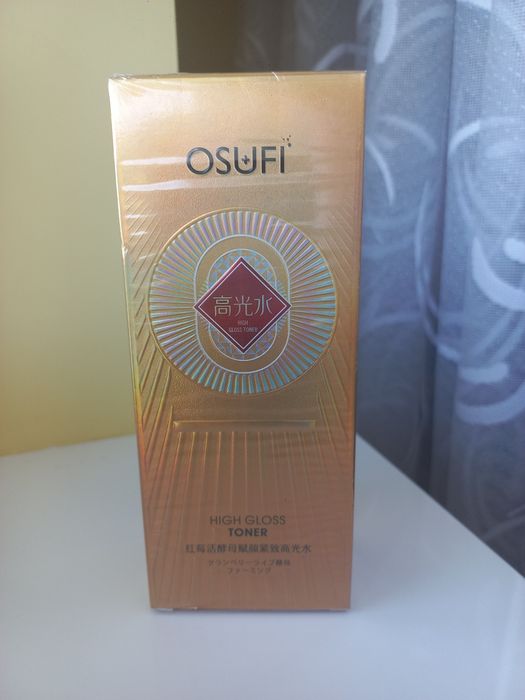 OSUFI
高光水
HIGH
GLOSS TONER
HIGH GLOSS
TONER
红莓活酵母赋颜紧致高光水
クランベリーライブ酵母
ファーミング